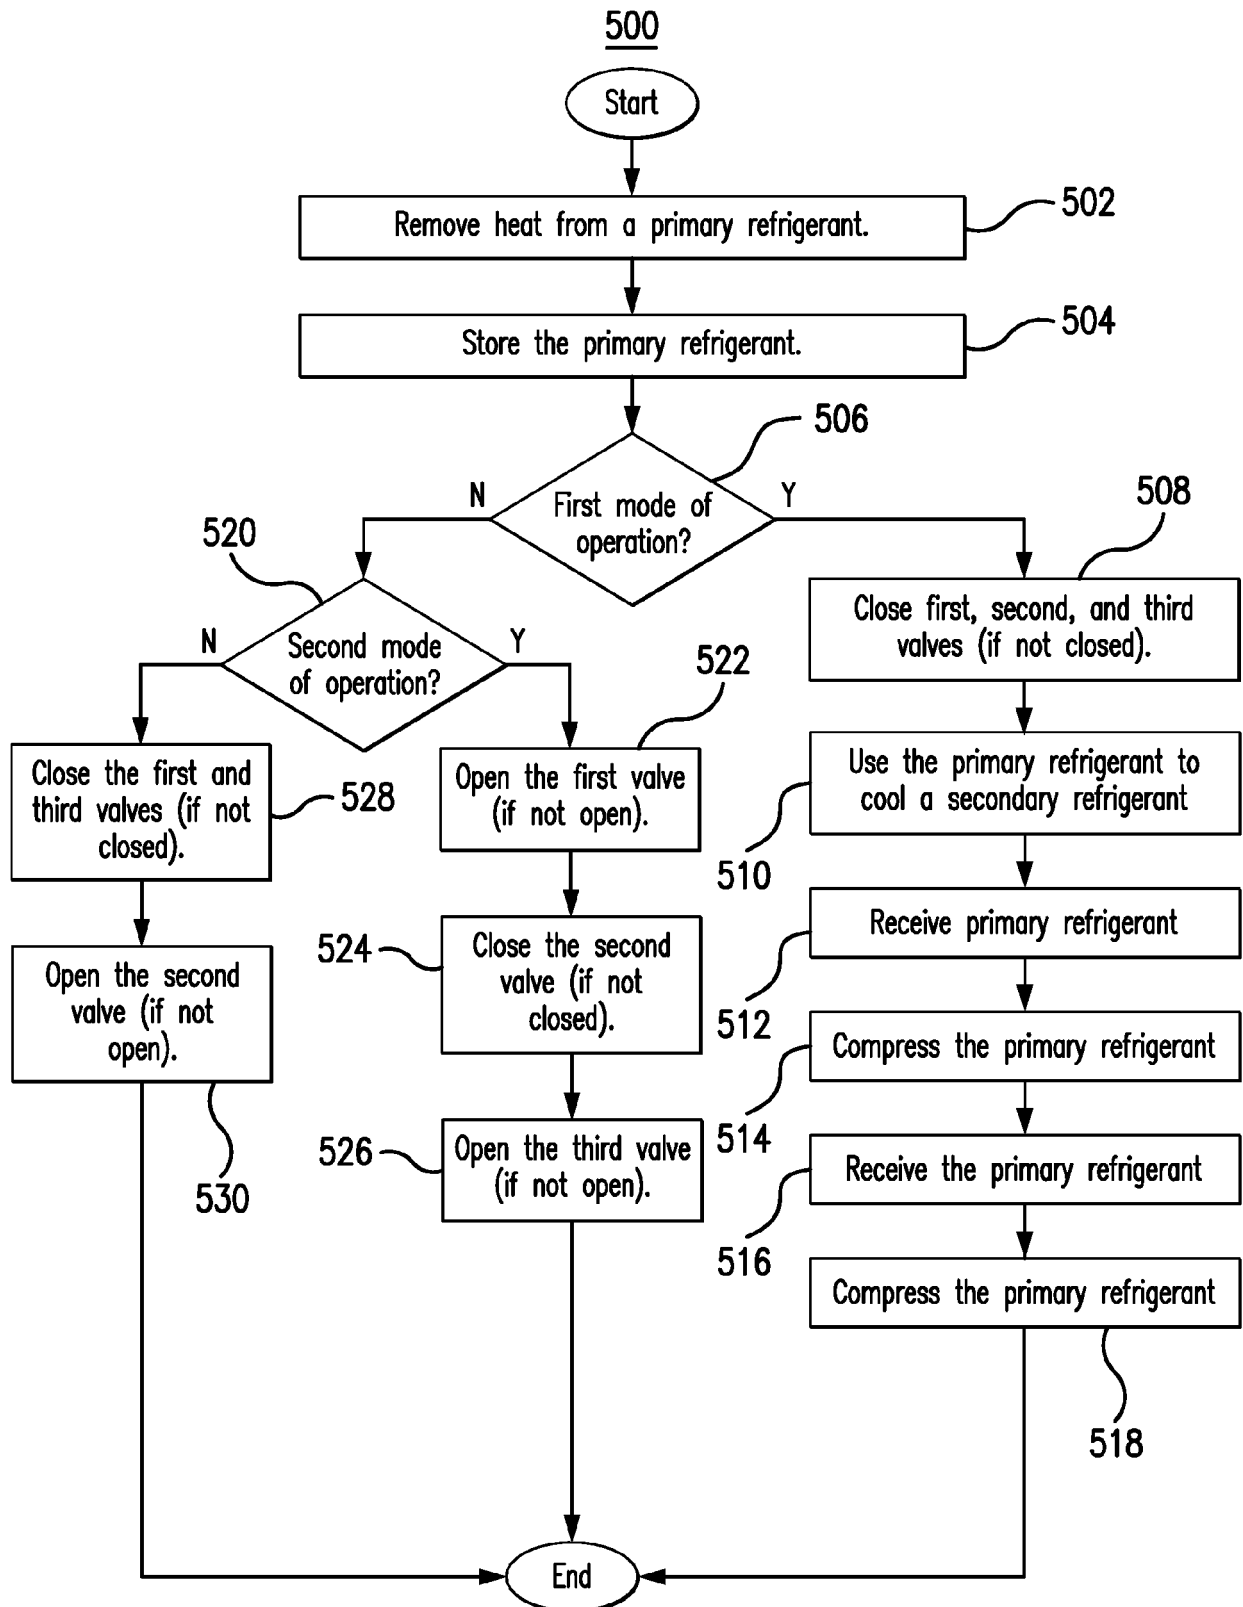 500
Start
Remove heat from a primary refrigerant.
502
Store the primary refrigerant.
504
506
First mode of
operation?
N
Y
508
Close first, second, and third
valves (if not closed).
520
Second mode
of operation?
N
Y
522
Close the first and
third valves (if not
closed).
528
Open the first valve
(if not open).
Use the primary refrigerant to
cool a secondary refrigerant
510
Open the second
valve (if not
open).
530
524
Close the second
valve (if not
closed).
Receive primary refrigerant
512
Compress the primary refrigerant
514
526
Open the third valve
(if not open).
Receive the primary refrigerant
516
Compress the primary refrigerant
518
End